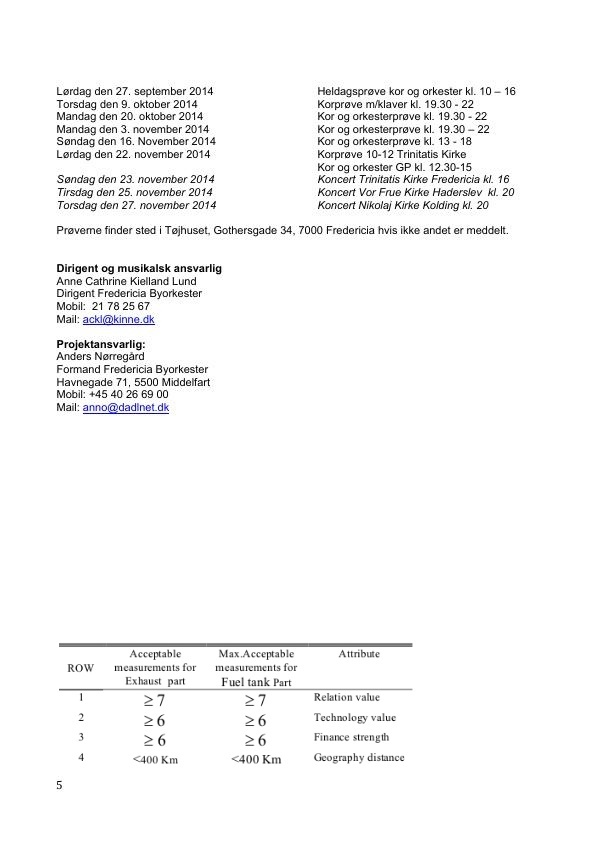 Lørdag den 27. september 2014 Heldagsprøve kor og orkester kl. 10 – 16
Torsdag den 9. oktober 2014 Korprøve m/klaver kl. 19.30 - 22
Mandag den 20. oktober 2014 Kor og orkesterprøve kl. 19.30 - 22
Mandag den 3. november 2014 Kor og orkesterprøve kl. 19.30 – 22
Søndag den 16. November 2014 Kor og orkesterprøve kl. 13 - 18
Lørdag den 22. november 2014 Korprøve 10-12 Trinitatis Kirke
Kor og orkester GP kl. 12.30-15
Søndag den 23. november 2014 Koncert Trinitatis Kirke Fredericia kl. 16
Tirsdag den 25. november 2014 Koncert Vor Frue Kirke Haderslev kl. 20
Torsdag den 27. november 2014 Koncert Nikolaj Kirke Kolding kl. 20
Prøverne finder sted i Tøjhuset, Gothersgade 34, 7000 Fredericia hvis ikke andet er meddelt.
Dirigent og musikalsk ansvarlig
Anne Cathrine Kielland Lund
Dirigent Fredericia Byorkester
Mobil: 21 78 25 67
Mail: ackl@kinne.dk
Projektansvarlig:
Anders Nørregård
Formand Fredericia Byorkester
Havnegade 71, 5500 Middelfart
Mobil: +45 40 26 69 00
Mail: anno@dadlnet.dk
ROW Acceptable measurements for Exhaust part Max.Acceptable measurements for Fuel tank Part Attribute
1 ≥ 7 ≥ 7 Relation value
2 ≥ 6 ≥ 6 Technology value
3 ≥ 6 ≥ 6 Finance strength
4 <400 Km <400 Km Geography distance
5